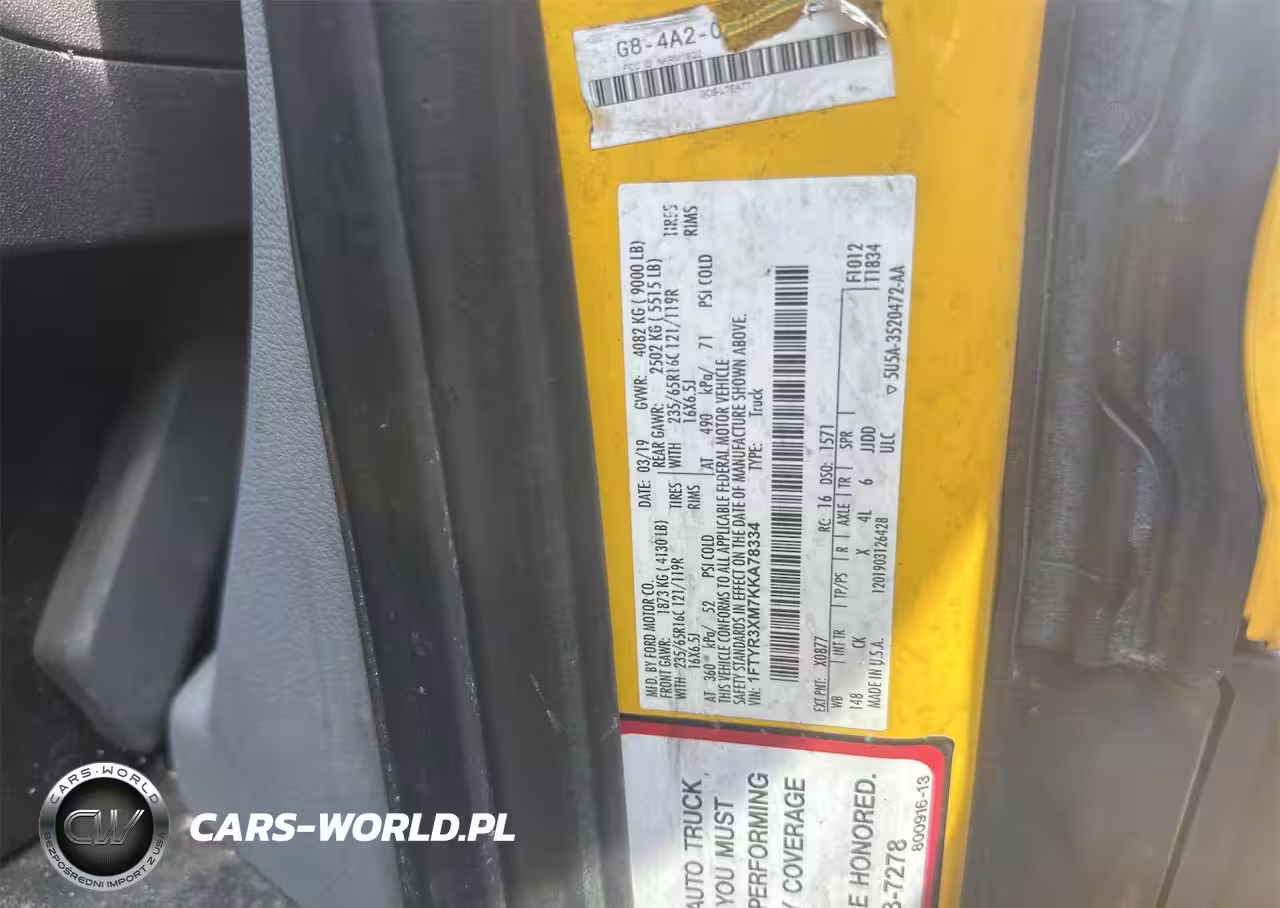 G8-4A2-0
MFD. BY FORD MOTOR CO.
DATE: 03/19 GVWR: 4082 KG ( 9000 LB)
FRONT GAWR: 1873 KG ( 4130 LB) REAR GAWR: 2502 KG ( 5515 LB)
WITH 235/65R16C 121/119R TIRES WITH 235/65R16C 121/119R TIRES
16X6.5J RIMS 16X6.5J RIMS
AT 360 kPa/ 52 PSI COLD AT 490 kPa/ 71 PSI COLD
THIS VEHICLE CONFORMS TO ALL APPLICABLE FEDERAL MOTOR VEHICLE
SAFETY STANDARDS IN EFFECT ON THE DATE OF MANUFACTURE SHOWN ABOVE.
VIN: 1FTYR3XM7KKA78334 TYPE: Truck
EXT PNT: X0877 RC: 16 DSO: 1571
WB INT TR TP/PS R AXLE TR SPR F1012
148 CK X 4L 6 JJDD T1834
ULC
MADE IN U.S.A. 1201903126428 5U5A-3520472-AA
AUTO TRUCK
YOU MUST
PERFORMING
Y COVERAGE
E HONORED.
3-7278 800916-13
CARS-WORLD
CW
BEZPOŚREDNI IMPORT Z USA
CARS-WORLD.PL